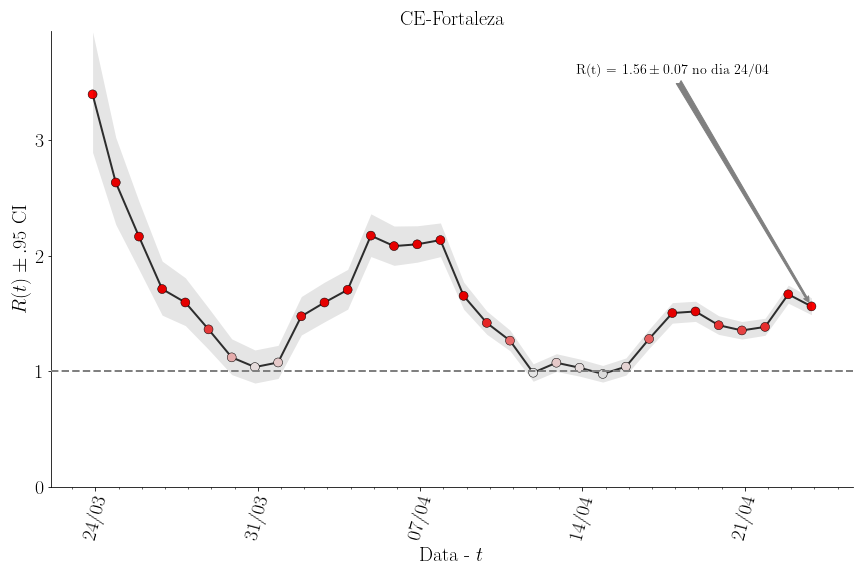 CE-Fortaleza
R(t) = 1.56 ± 0.07 no dia 24/04
R(t) ± .95 CI
3
2
1
0
24/03
31/03
07/04
14/04
21/04
Data - t